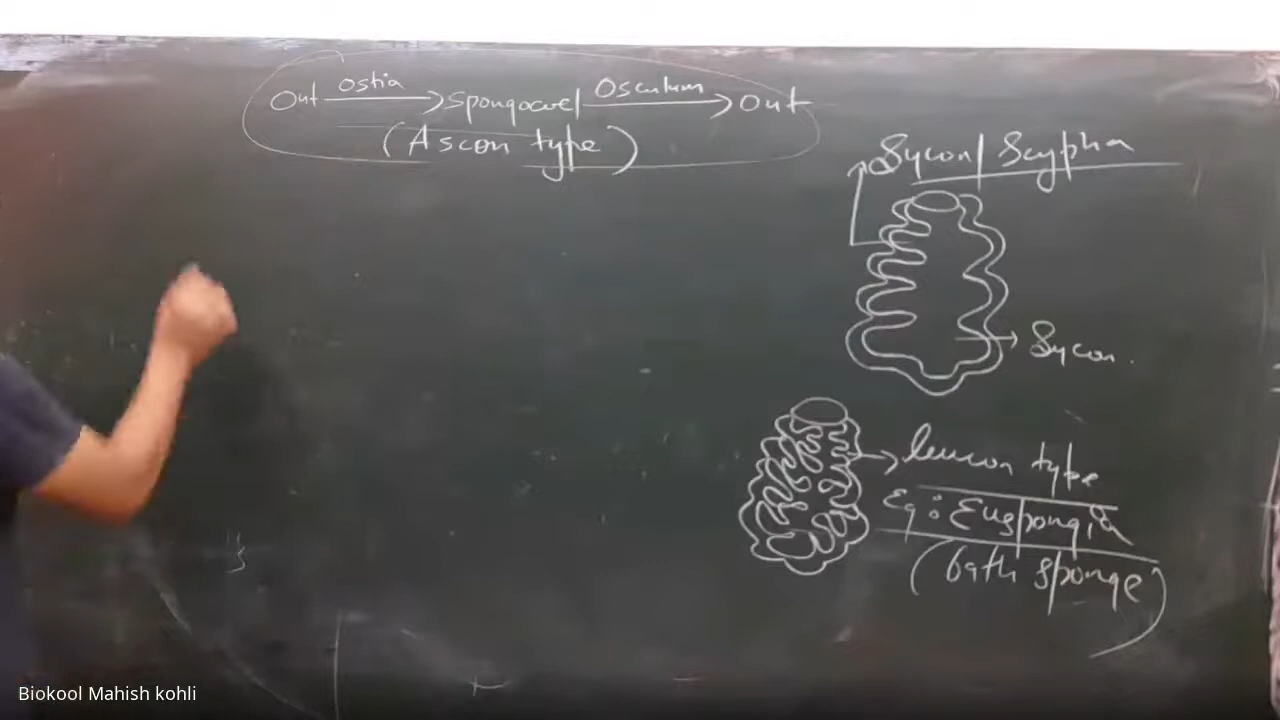 Out ostia → Spongocoel Osculum → Out
(Ascon type)
Sycon/Scypha
→ Sycon.
→ leucon type
Eg: Euspongia
(bath sponge)
Biokool Mahish kohli